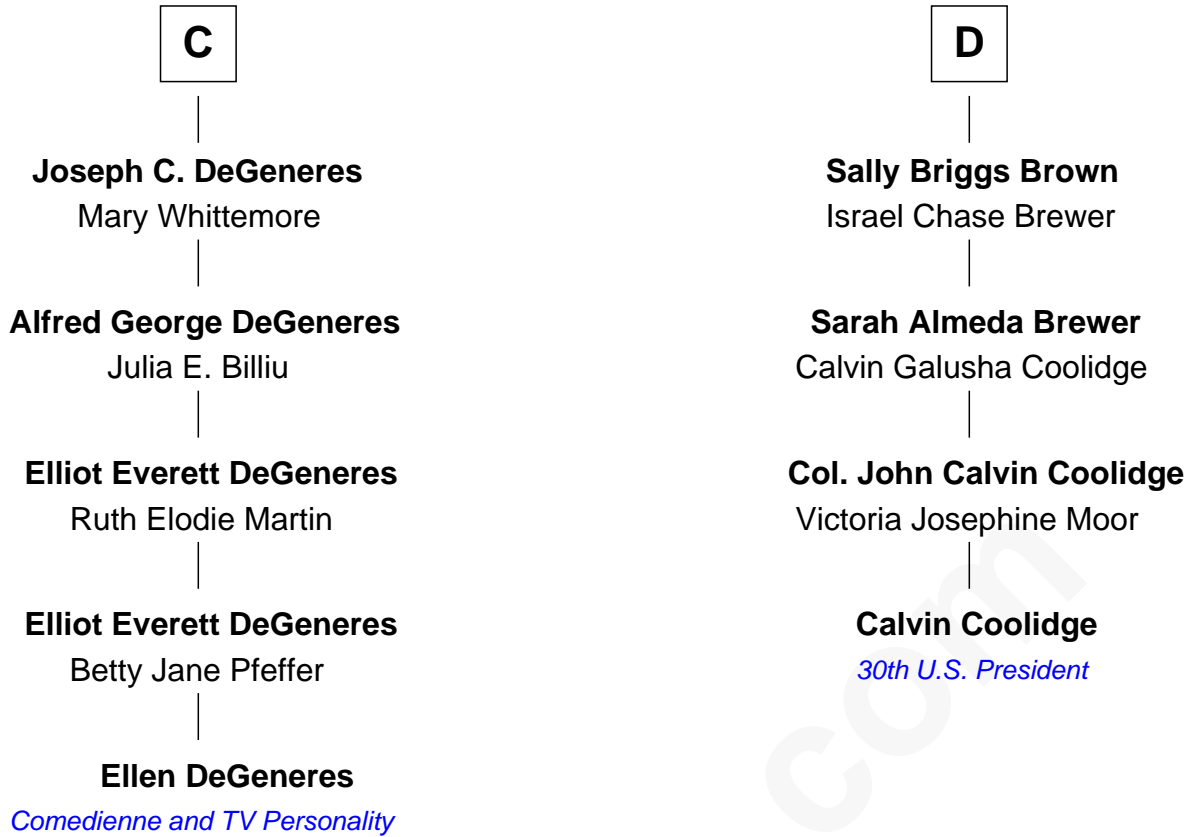 C
Joseph C. DeGeneres
Mary Whittemore
Alfred George DeGeneres
Julia E. Billiu
Elliot Everett DeGeneres
Ruth Elodie Martin
Elliot Everett DeGeneres
Betty Jane Pfeffer
Ellen DeGeneres
Comedienne and TV Personality
D
Sally Briggs Brown
Israel Chase Brewer
Sarah Almeda Brewer
Calvin Galusha Coolidge
Col. John Calvin Coolidge
Victoria Josephine Moor
Calvin Coolidge
30th U.S. President
com